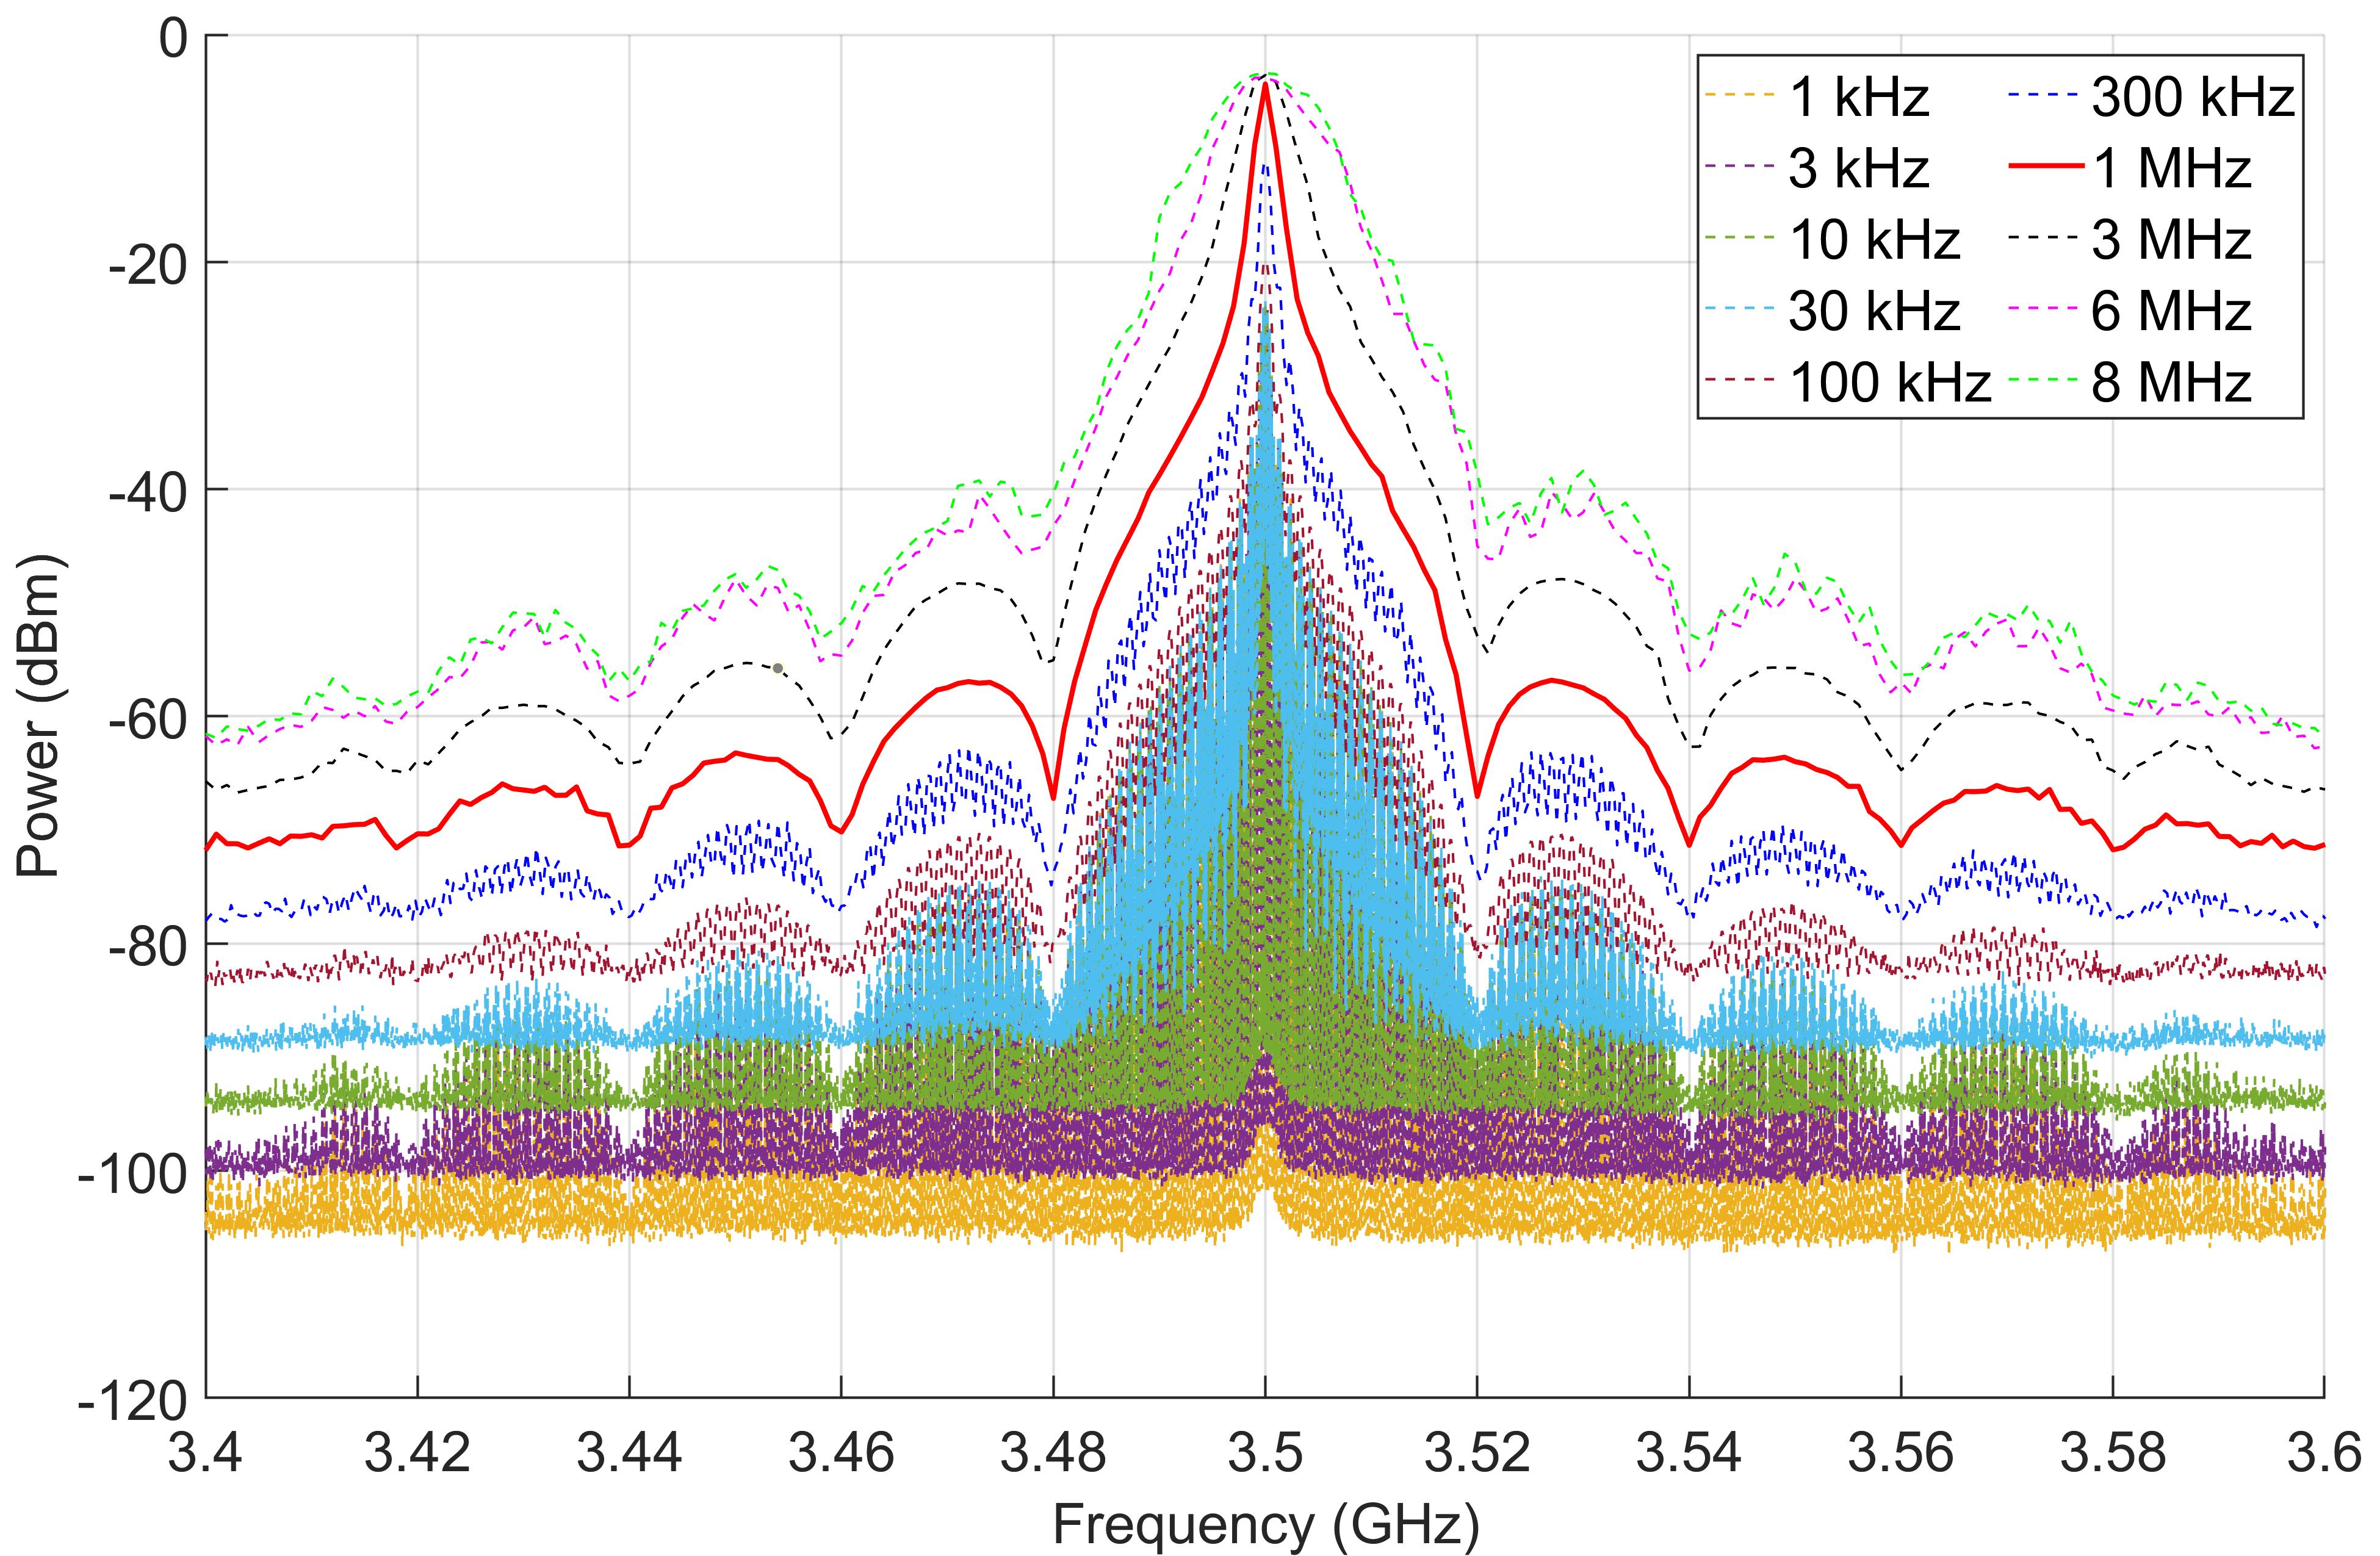 0
-20
-40
-60
-80
-100
-120
Power (dBm)
1 kHz
3 kHz
10 kHz
30 kHz
100 kHz
300 kHz
1 MHz
3 MHz
6 MHz
8 MHz
3.4 3.42 3.44 3.46 3.48 3.5 3.52 3.54 3.56 3.58 3.6
Frequency (GHz)